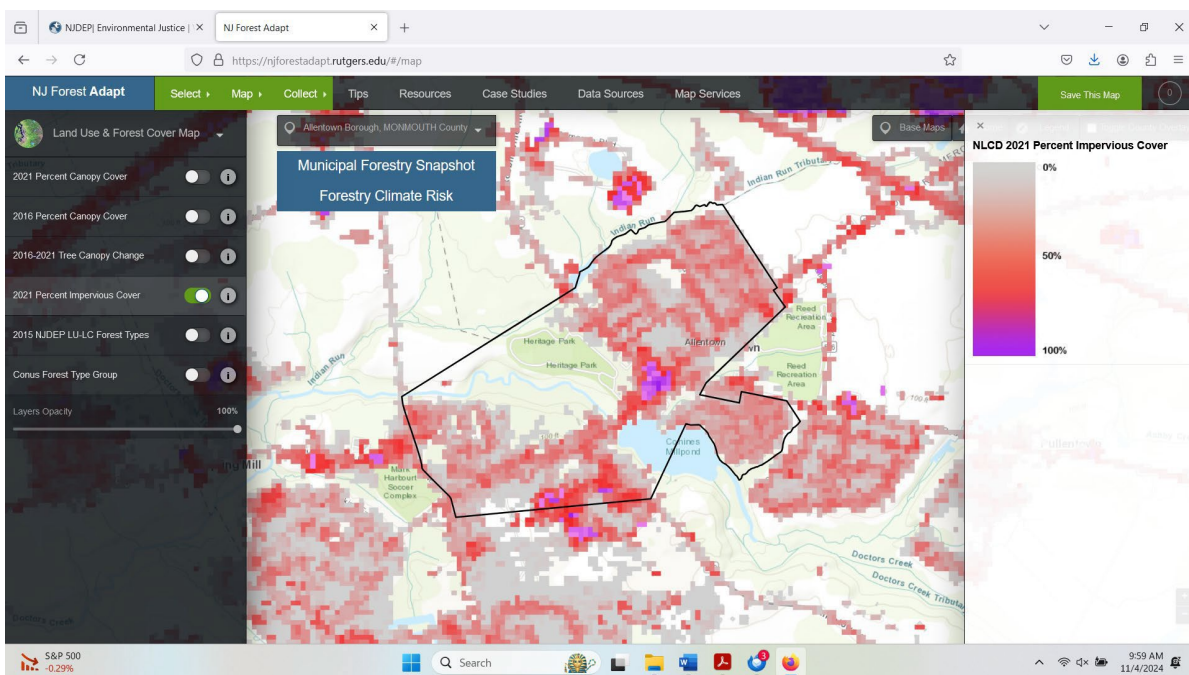 NJDEP| Environmental Justice |
NJ Forest Adapt
https://njforestadapt.rutgers.edu/#/map
NJ Forest Adapt
Select
Map
Collect
Tips
Resources
Case Studies
Data Sources
Map Services
Save This Map
0
Land Use & Forest Cover Map
2021 Percent Canopy Cover
2016 Percent Canopy Cover
2016-2021 Tree Canopy Change
2021 Percent Impervious Cover
2015 NJDEP LU-LC Forest Types
Conus Forest Type Group
Layers Opacity
100%
Doctors Creek
Allentown Borough, MONMOUTH County
Municipal Forestry Snapshot
Forestry Climate Risk
Base Maps
Indian Run
Indian Run
Heritage Park
Heritage Park
Allentown
Reed
Recreation
Area
Reed
Recreation
Area
100 ft
Conines
Millpond
Mark
Harbourt
Soccer
Complex
Doctors Creek
NLCD 2021 Percent Impervious Cover
0%
50%
100%
S&P 500
-0.29%
Search
3
9:59 AM
11/4/2024